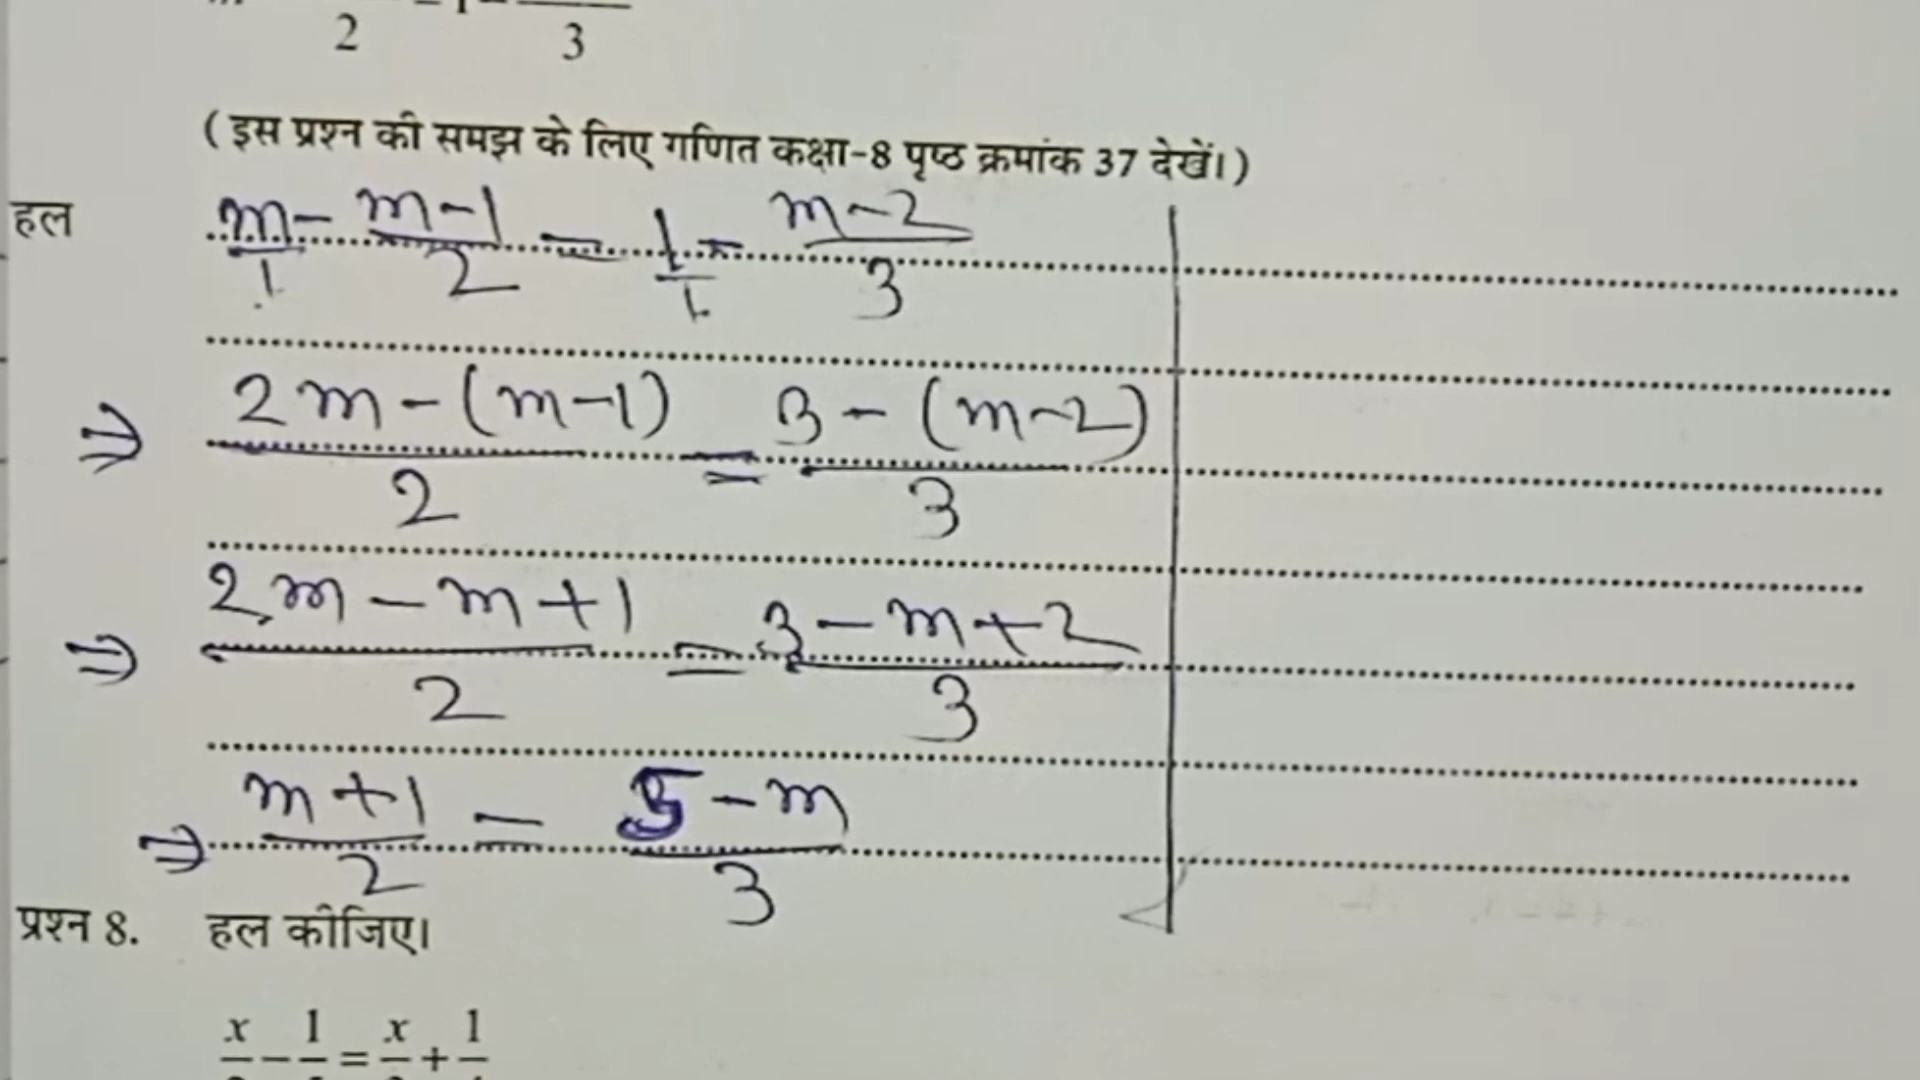 2 3
( इस प्रश्न की समझ के लिए गणित कक्षा-8 पृष्ठ क्रमांक 37 देखें। )
हल m/1 - m-1/2 = 1/1 - m-2/3
⇒ 2m-(m-1)/2 = 3-(m-2)/3
⇒ 2m-m+1/2 = 3-m+2/3
⇒ m+1/2 = 5-m/3
प्रश्न 8. हल कीजिए।
x - 1 = x + 1